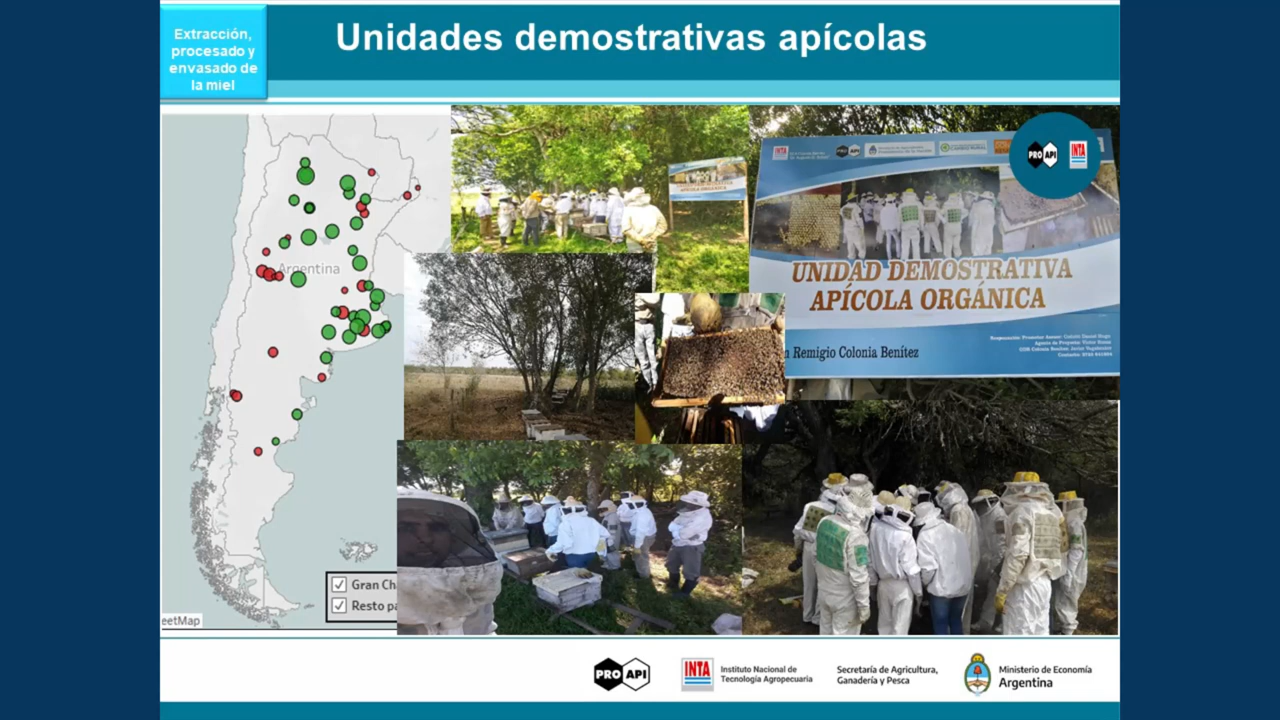 Extracción,
procesado y
envasado de
la miel
Unidades demostrativas apícolas
Argentina
Gran Ch
Resto pa
eetMap
UNIDAD DEMOSTRATIVA
APÍCOLA ORGÁNICA
PRO API
INTA
UNIDAD DEMOSTRATIVA
APÍCOLA ORGÁNICA
n Remigio Colonia Benítez
PRO API
INTA
Instituto Nacional de
Tecnología Agropecuaria
Secretaría de Agricultura,
Ganadería y Pesca
Ministerio de Economía
Argentina